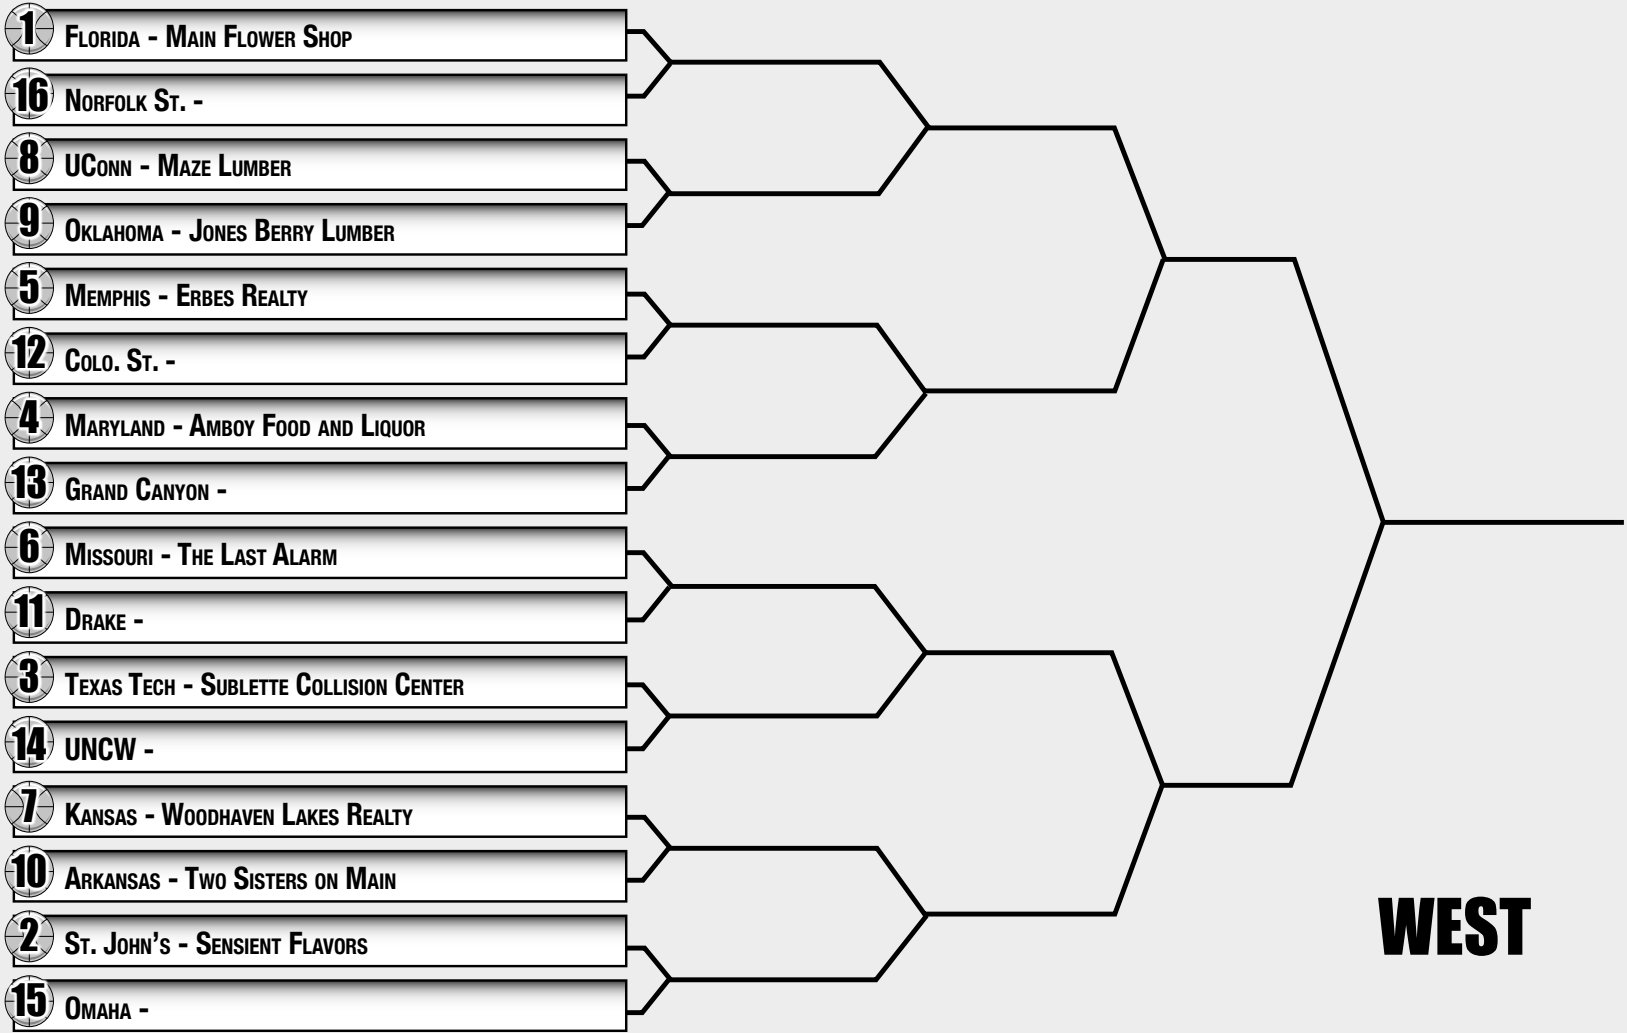 1 Florida - Main Flower Shop
16 Norfolk St. -
8 UConn - Maze Lumber
9 Oklahoma - Jones Berry Lumber
5 Memphis - Erbes Realty
12 Colo. St. -
4 Maryland - Amboy Food and Liquor
13 Grand Canyon -
6 Missouri - The Last Alarm
11 Drake -
3 Texas Tech - Sublette Collision Center
14 UNCW -
7 Kansas - Woodhaven Lakes Realty
10 Arkansas - Two Sisters on Main
2 St. John's - Sensient Flavors
15 Omaha -
WEST